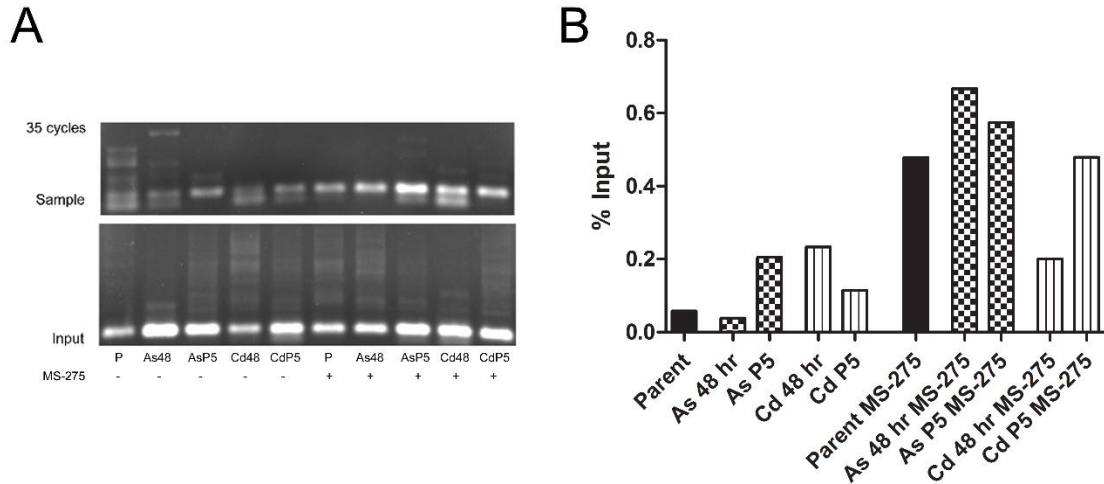 A
35 cycles
Sample
Input
P As48 AsP5 Cd48 CdP5 P As48 AsP5 Cd48 CdP5
MS-275 - - - - - + + + + +
B
% Input
0.8
0.6
0.4
0.2
0.0
Parent
As 48 hr
As P5
Cd 48 hr
Cd P5
Parent MS-275
As 48 hr MS-275
As P5 MS-275
Cd 48 hr MS-275
Cd P5 MS-275